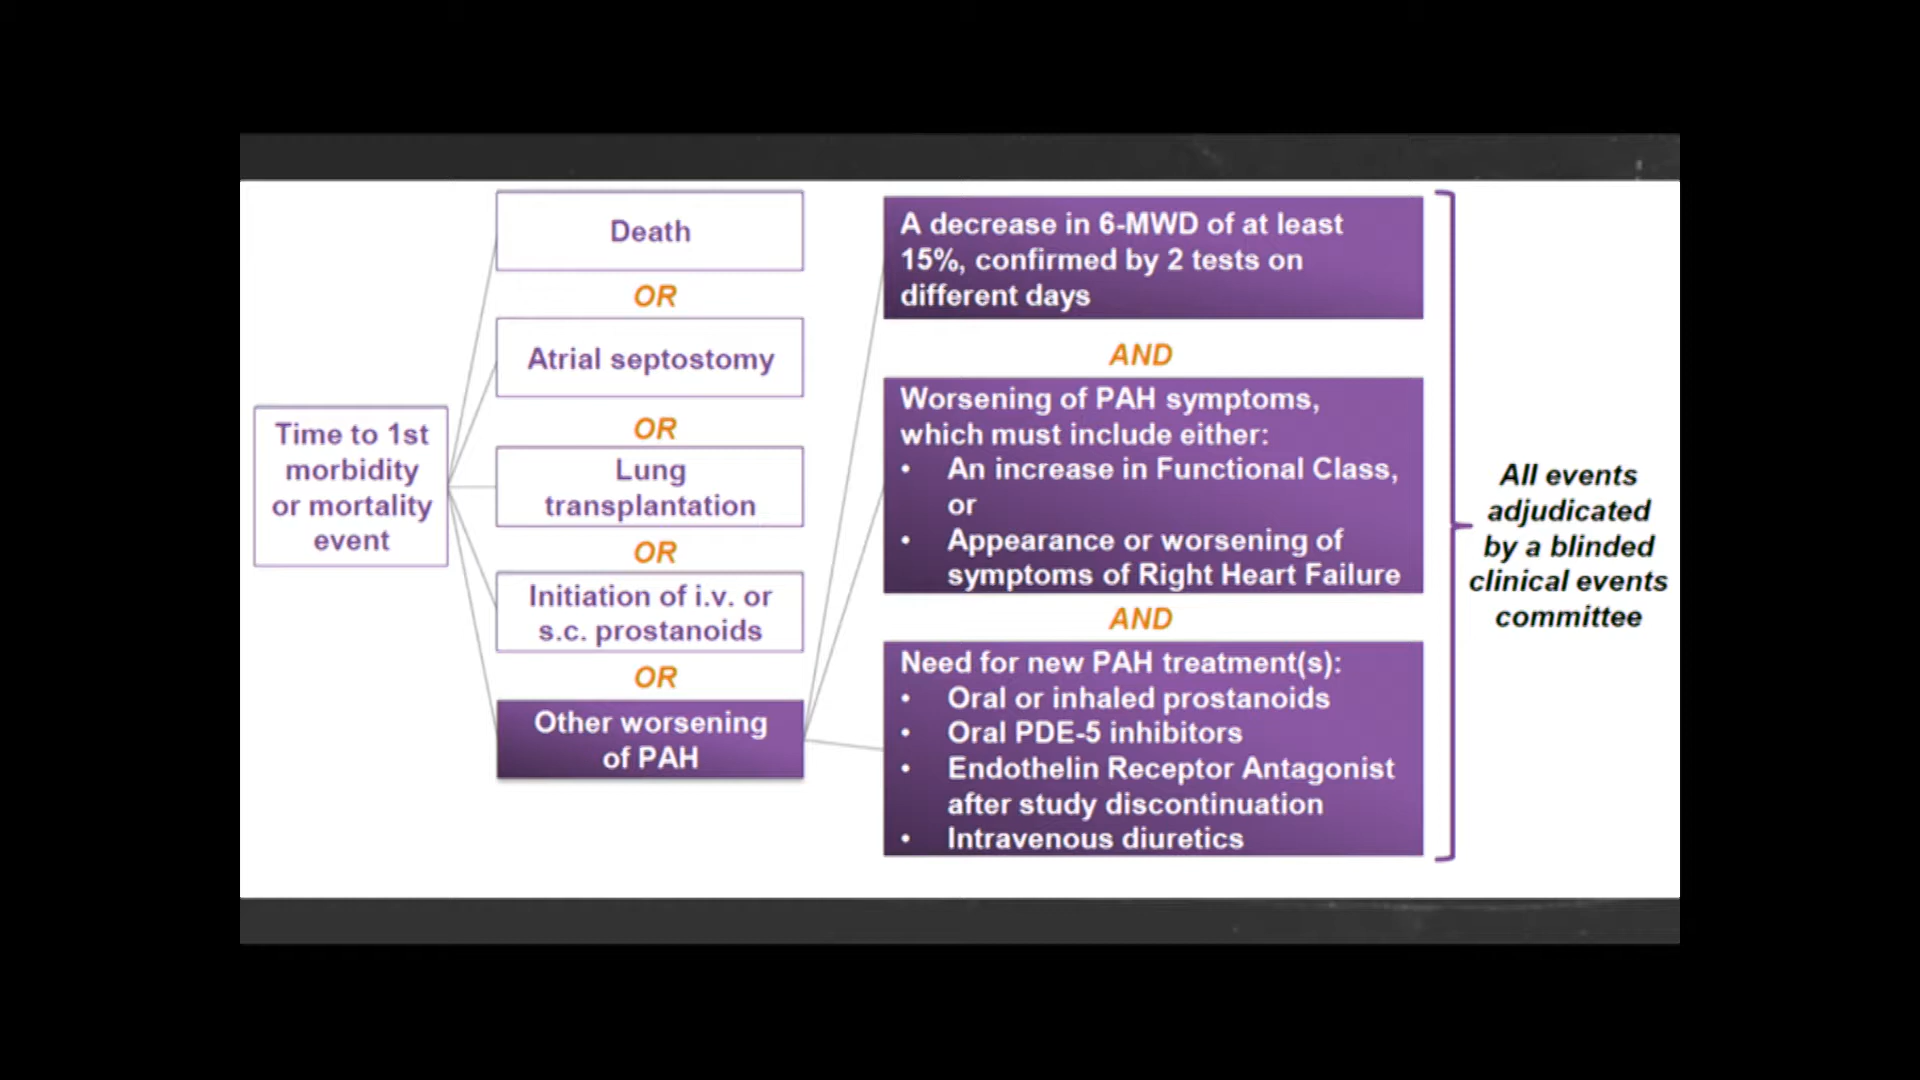 Time to 1st
morbidity
or mortality
event
Death
OR
Atrial septostomy
OR
Lung
transplantation
OR
Initiation of i.v. or
s.c. prostanoids
OR
Other worsening
of PAH
A decrease in 6-MWD of at least
15%, confirmed by 2 tests on
different days
AND
Worsening of PAH symptoms,
which must include either:
• An increase in Functional Class,
or
• Appearance or worsening of
symptoms of Right Heart Failure
AND
Need for new PAH treatment(s):
• Oral or inhaled prostanoids
• Oral PDE-5 inhibitors
• Endothelin Receptor Antagonist
after study discontinuation
• Intravenous diuretics
All events
adjudicated
by a blinded
clinical events
committee